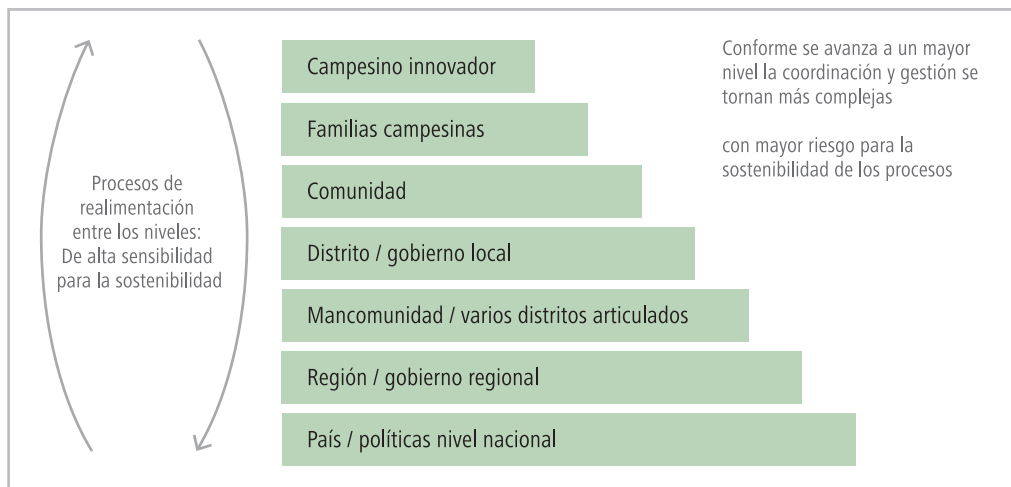 Procesos de
realimentación
entre los niveles:
De alta sensibilidad
para la sostenibilidad
Campesino innovador
Familias campesinas
Comunidad
Distrito / gobierno local
Mancomunidad / varios distritos articulados
Región / gobierno regional
País / políticas nivel nacional
Conforme se avanza a un mayor
nivel la coordinación y gestión se
tornan más complejas
con mayor riesgo para la
sostenibilidad de los procesos